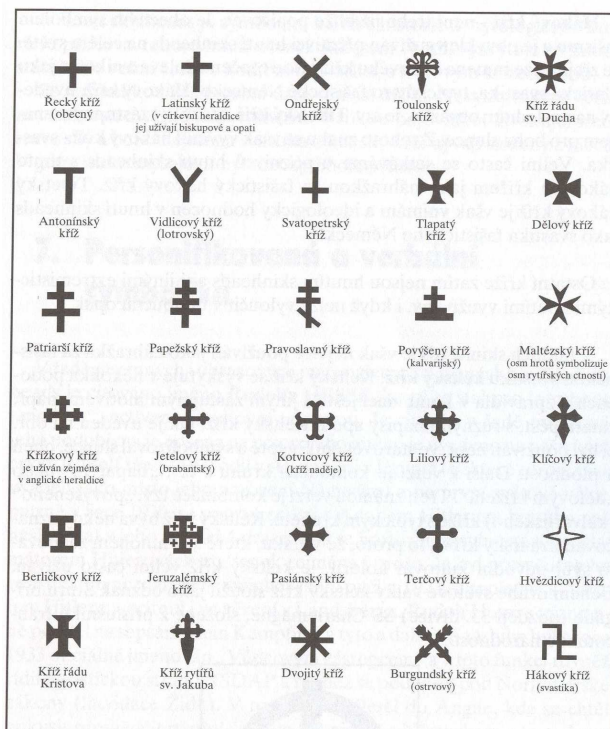 Řecký kříž
(obecný)
Latinský kříž
(v církevní heraldice
jej užívají biskupové a opati
Ondřejský
kříž
Toulonský
kříž
Kříž řádu
sv. Ducha
Antonínský
kříž
Vidlicový kříž
(lotrovský)
Svatopetrský
kříž
Tlapatý
kříž
Dělový kříž
Patriarší kříž
Papežský kříž
Pravoslavný kříž
Povýšený kříž
(kalvarijský)
Maltézský kříž
(osm hrotů symbolizuje
osm rytířských ctností)
Křížkový kříž
je užíván zejména
v anglické heraldice
Jetelový kříž
(brabantský)
Kotvicový kříž
(kříž naděje)
Liliový kříž
Klíčový kříž
Berličkový kříž
Jeruzalémský
kříž
Pasiánský kříž
Terčový kříž
Hvězdicový kříž
Kříž řádu
Kristova
Kříž rytířů
sv. Jakuba
Dvojitý kříž
Burgundský kříž
(ostrvový)
Hákový kříž
(svastika)